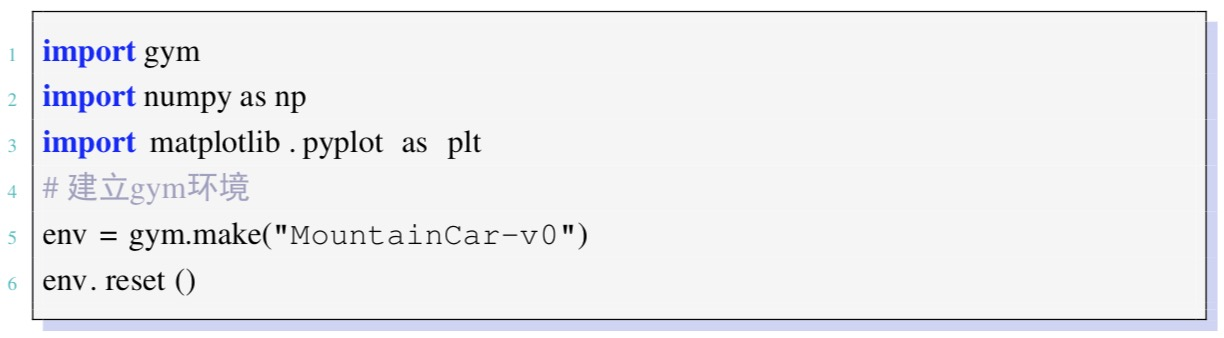 1 import gym
2 import numpy as np
3 import matplotlib . pyplot as plt
4 # 建立gym环境
5 env = gym.make("MountainCar-v0")
6 env. reset ()